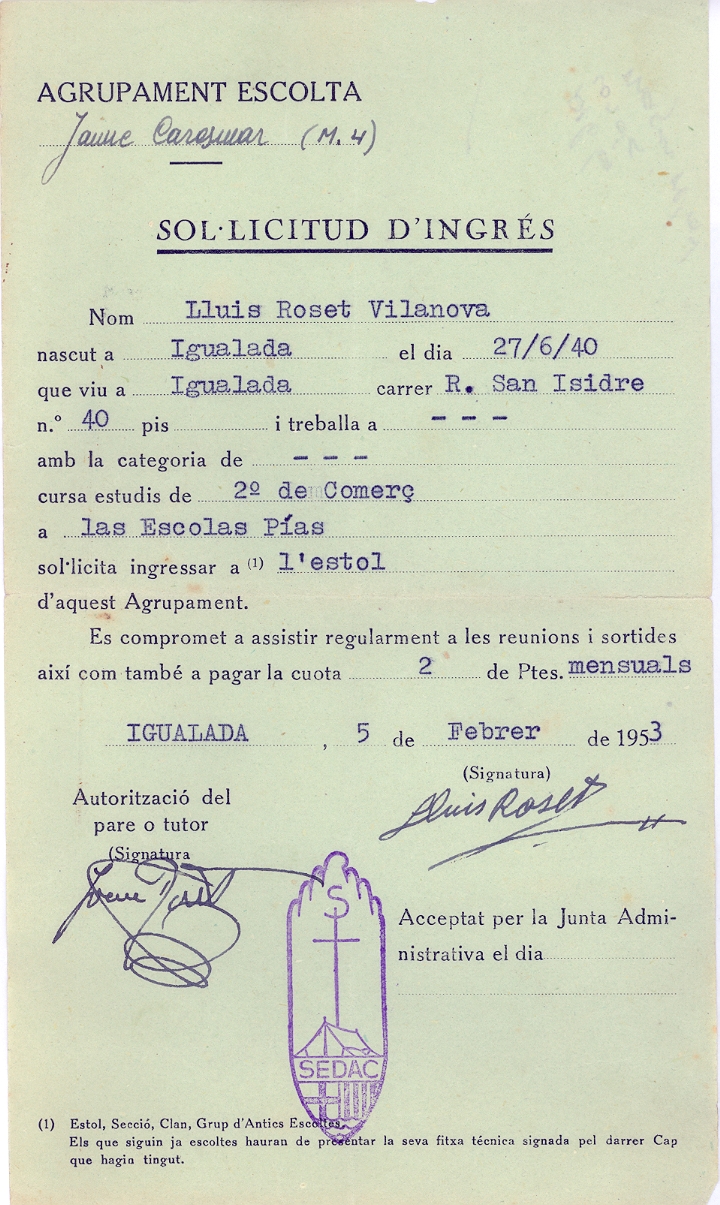 AGRUPAMENT ESCOLTA
Jaume Caresmar (M. 4)
SOL·LICITUD D'INGRÉS
Nom Lluis Roset Vilanova
nascut a Igualada el dia 27/6/40
que viu a Igualada carrer R. San Isidre
n.º 40 pis i treballa a - - -
amb la categoria de - - -
cursa estudis de 2º de Comerç
a las Escolas Pías
sol·licita ingressar a (1) l'estol
d'aquest Agrupament.
Es compromet a assistir regularment a les reunions i sortides
així com també a pagar la cuota 2 de Ptes. mensuals
IGUALADA, 5 de Febrer de 1953
(Signatura)
Lluis Roset
Autorització del
pare o tutor
(Signatura
Acceptat per la Junta Admi-
nistrativa el dia
S
SEDAC
(1) Estol, Secció, Clan, Grup d'Antics Escoltes.
Els que siguin ja escoltes hauran de presentar la seva fitxa técnica signada pel darrer Cap
que hagin tingut.